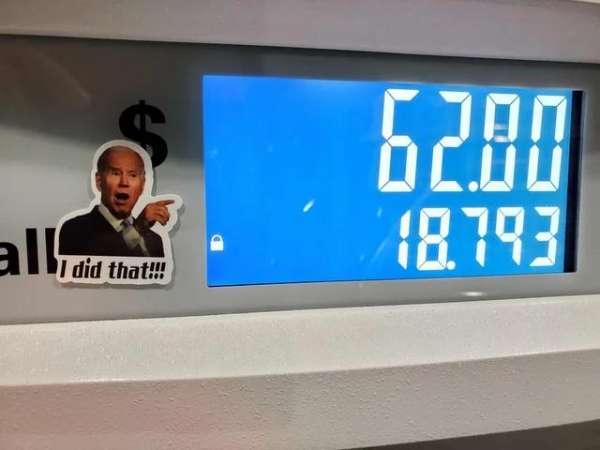 $
62.00
all
I did that!!!
18.793